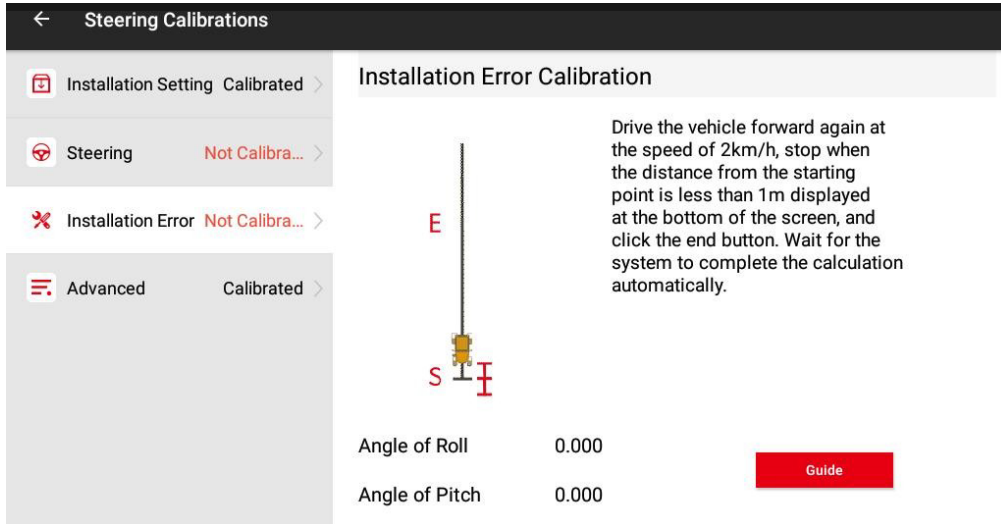 Steering Calibrations
Installation Setting Calibrated
Steering Not Calibra...
Installation Error Not Calibra...
Advanced Calibrated
Installation Error Calibration
Drive the vehicle forward again at
the speed of 2km/h, stop when
the distance from the starting
point is less than 1m displayed
at the bottom of the screen, and
click the end button. Wait for the
system to complete the calculation
automatically.
E
S
Angle of Roll 0.000
Angle of Pitch 0.000
Guide